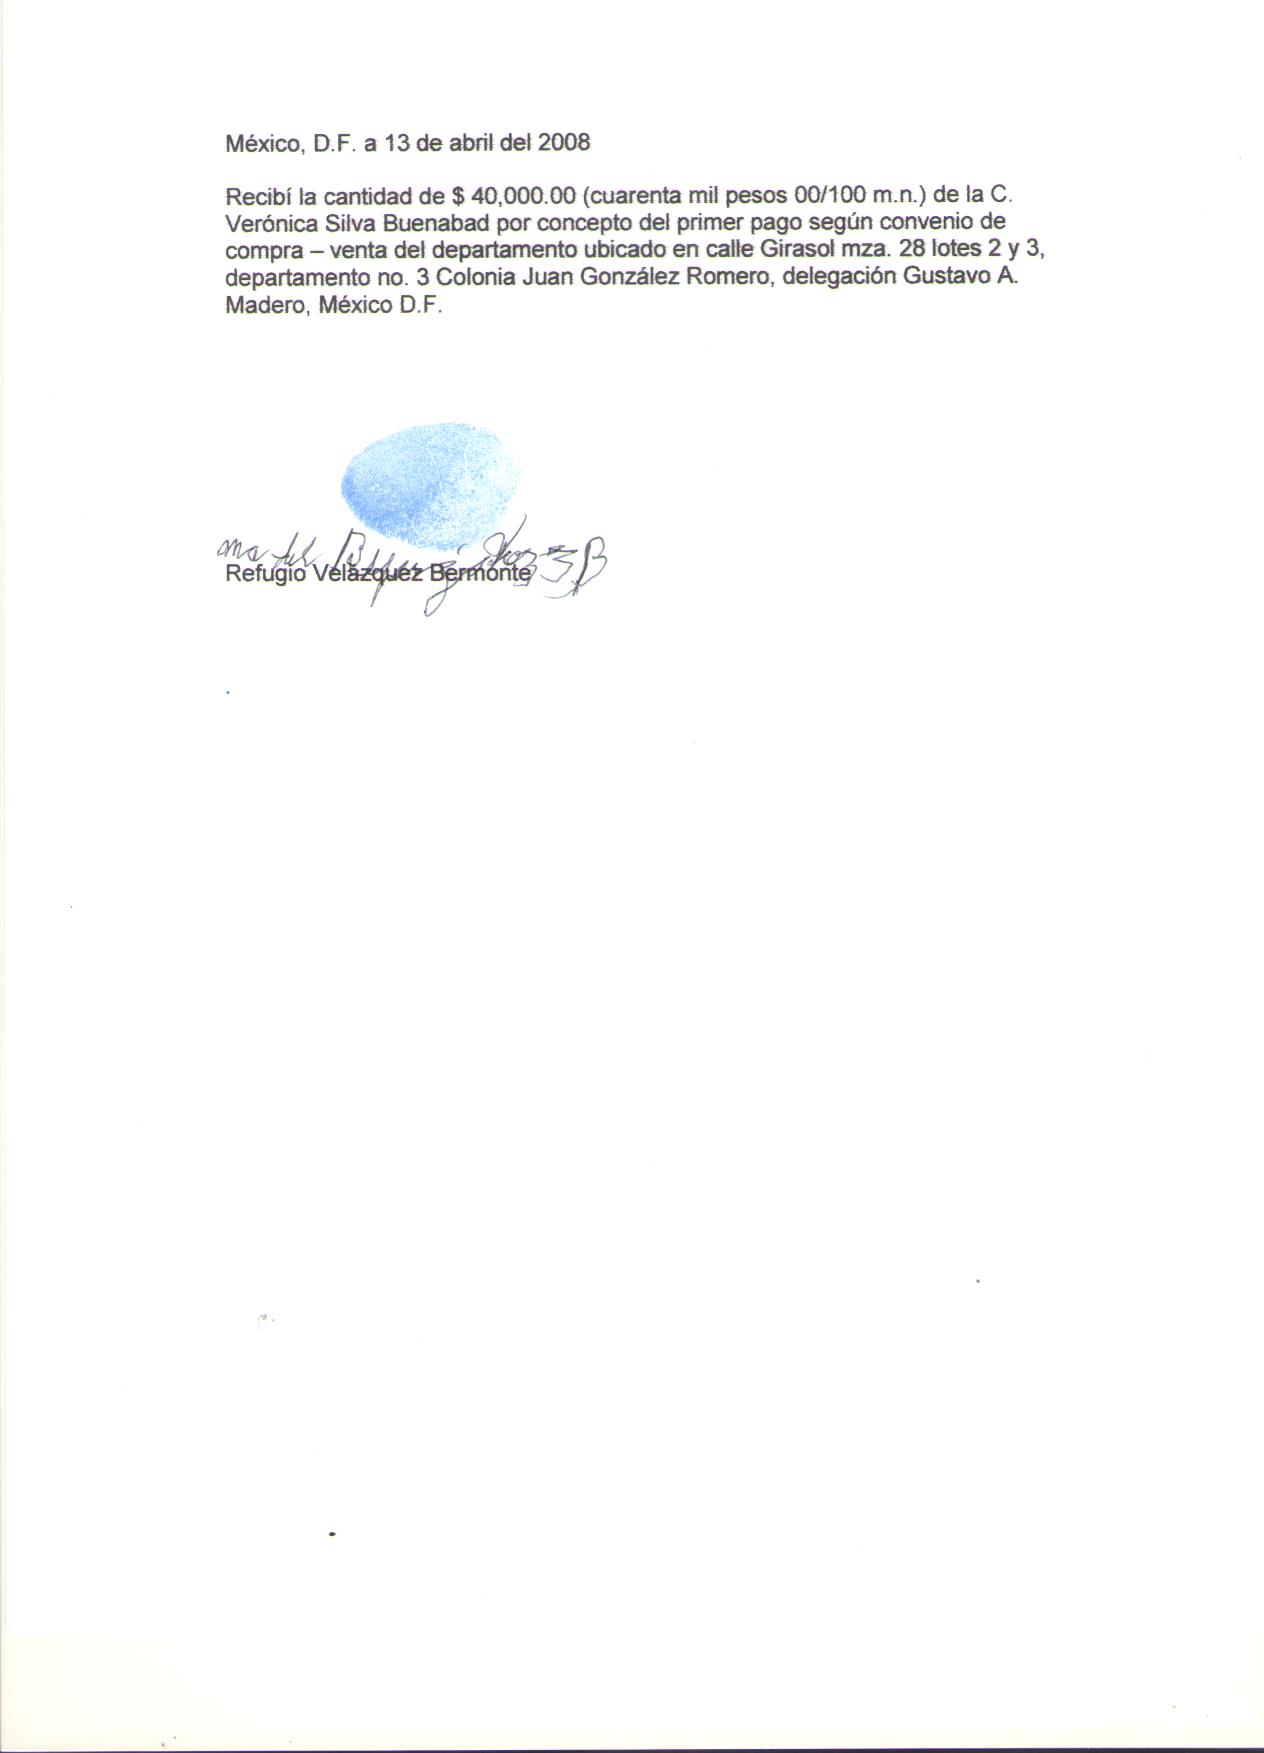 México, D.F. a 13 de abril del 2008
Recibí la cantidad de $ 40,000.00 (cuarenta mil pesos 00/100 m.n.) de la C.
Verónica Silva Buenabad por concepto del primer pago según convenio de
compra – venta del departamento ubicado en calle Girasol mza. 28 lotes 2 y 3,
departamento no. 3 Colonia Juan González Romero, delegación Gustavo A.
Madero, México D.F.
Refugio Velázquez Bermonte